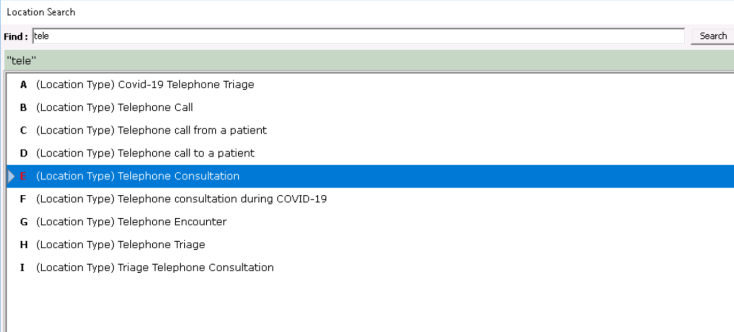 Location Search
Find : tele Search
"tele"
A (Location Type) Covid-19 Telephone Triage
B (Location Type) Telephone Call
C (Location Type) Telephone call from a patient
D (Location Type) Telephone call to a patient
E (Location Type) Telephone Consultation
F (Location Type) Telephone consultation during COVID-19
G (Location Type) Telephone Encounter
H (Location Type) Telephone Triage
I (Location Type) Triage Telephone Consultation